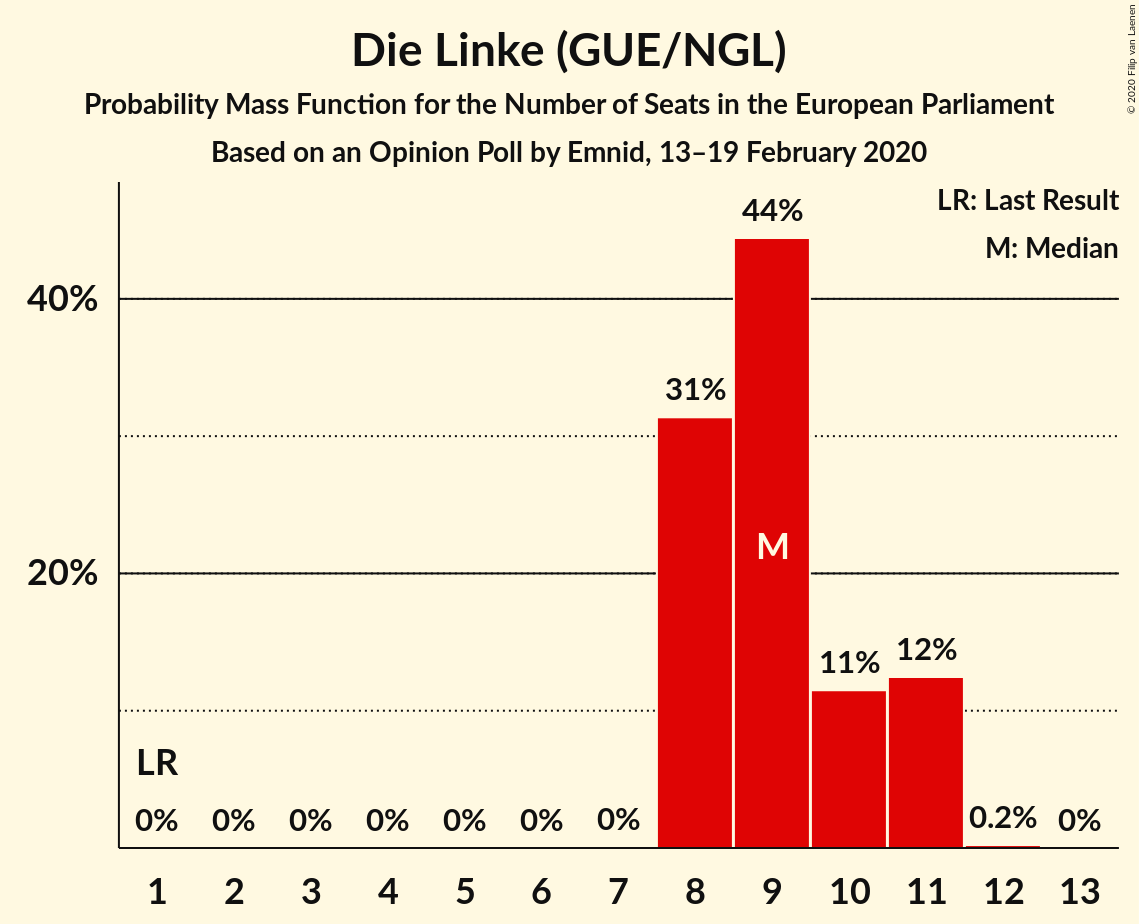 Die Linke (GUE/NGL)
Probability Mass Function for the Number of Seats in the European Parliament
Based on an Opinion Poll by Emnid, 13–19 February 2020
© 2020 Filip van Laenen
LR: Last Result
M: Median
40%
20%
44%
31%
M
11%
12%
LR
0%
0%
0%
0%
0%
0%
0%
0.2%
0%
1 2 3 4 5 6 7 8 9 10 11 12 13